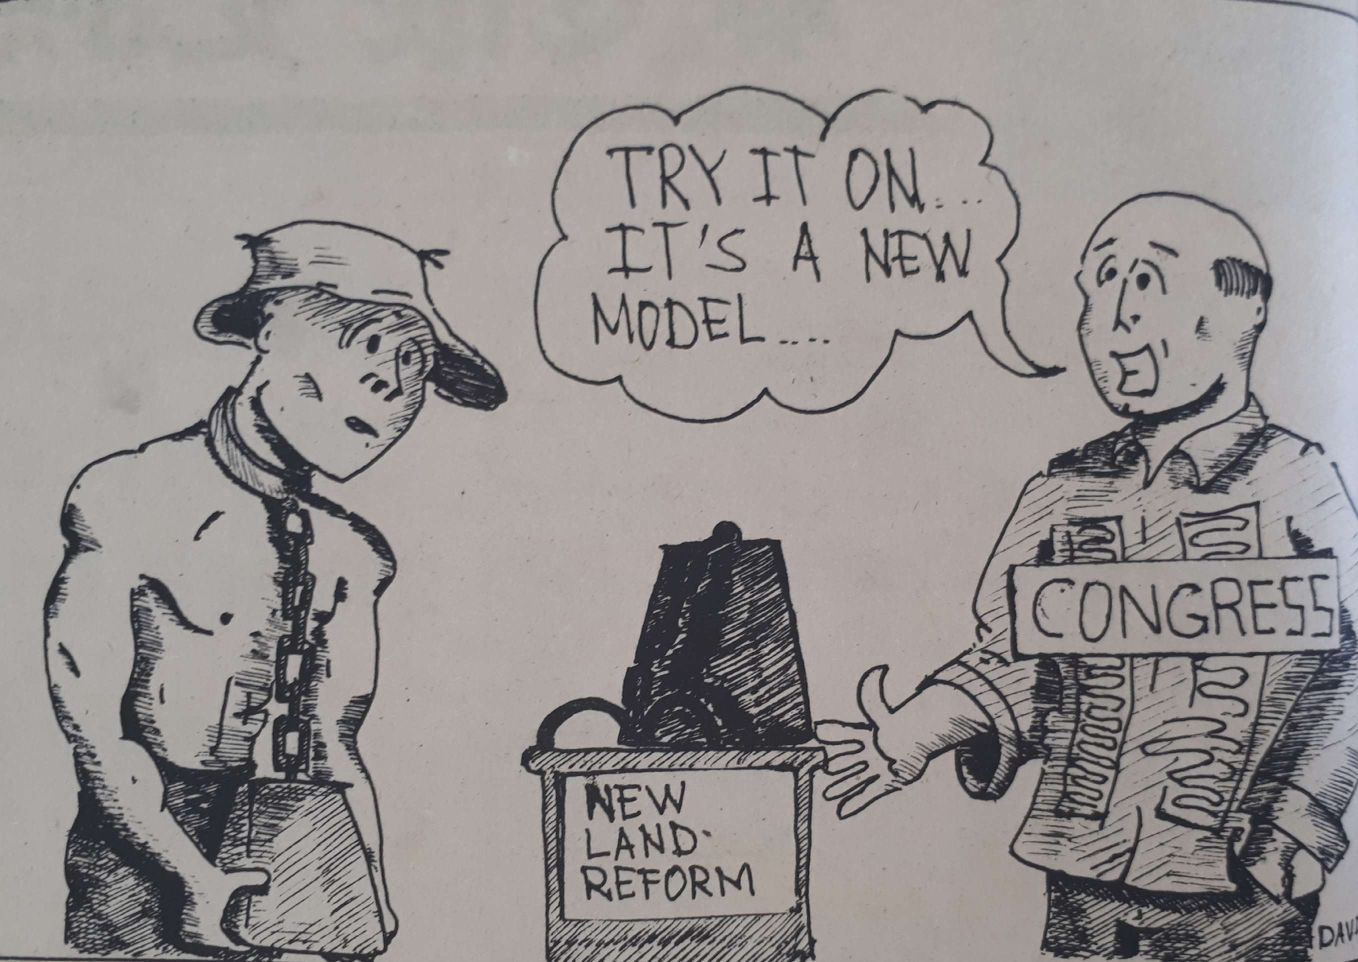 TRY IT ON...
IT'S A NEW
MODEL....
CONGRESS
NEW
LAND
REFORM